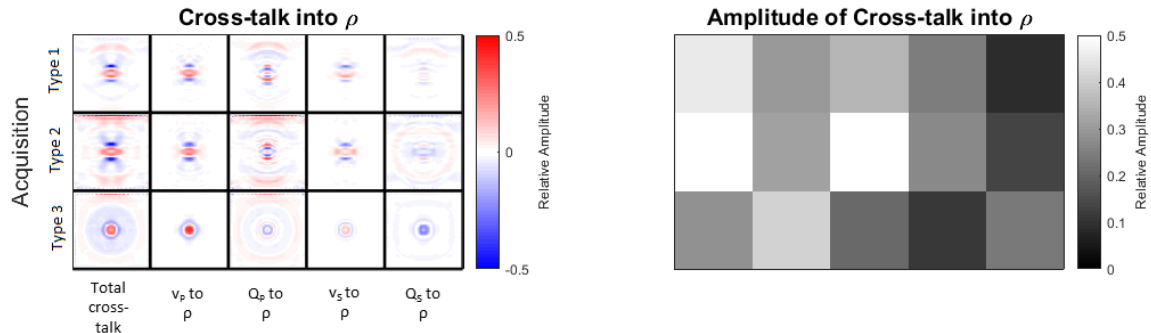 Cross-talk into ρ
Acquisition
Type 1
Type 2
Type 3
0.5
0
-0.5
Relative Amplitude
Total
cross-
talk
vP to
ρ
QP to
ρ
vS to
ρ
QS to
ρ
Amplitude of Cross-talk into ρ
0.5
0.4
0.3
0.2
0.1
0
Relative Amplitude